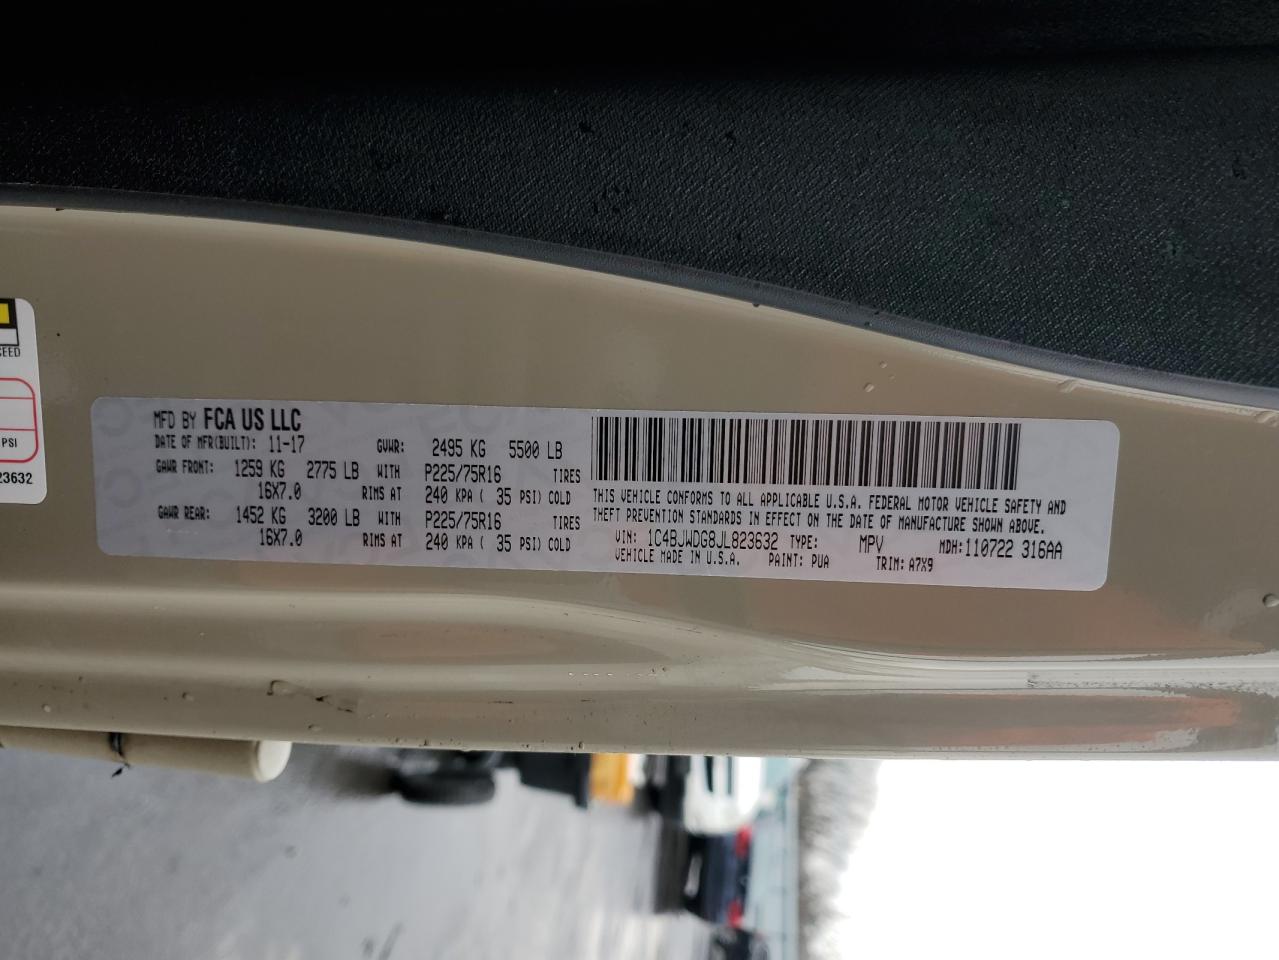 CEED
PSI
23632
MFD BY FCA US LLC
DATE OF MFR(BUILT): 11-17 GVWR: 2495 KG 5500 LB
GAWR FRONT: 1259 KG 2775 LB WITH P225/75R16 TIRES
16X7.0 RIMS AT 240 KPA ( 35 PSI) COLD
GAWR REAR: 1452 KG 3200 LB WITH P225/75R16 TIRES
16X7.0 RIMS AT 240 KPA ( 35 PSI) COLD
THIS VEHICLE CONFORMS TO ALL APPLICABLE U.S.A. FEDERAL MOTOR VEHICLE SAFETY AND
THEFT PREVENTION STANDARDS IN EFFECT ON THE DATE OF MANUFACTURE SHOWN ABOVE.
VIN: 1C4BJWDG8JL823632 TYPE: MPV MDH:110722 316AA
VEHICLE MADE IN U.S.A. PAINT: PUA TRIM: A7X9